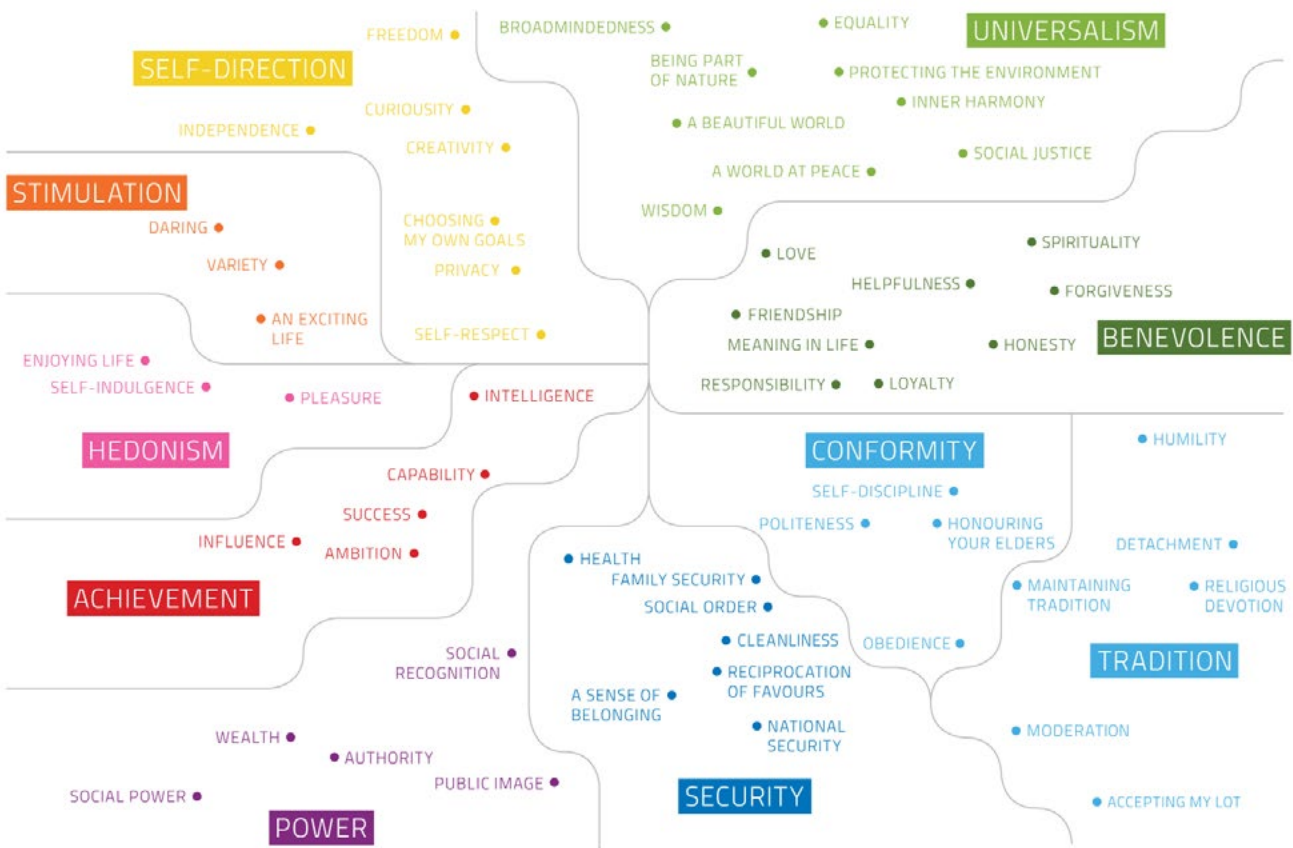 FREEDOM
BROADMINDEDNESS
EQUALITY
UNIVERSALISM
SELF-DIRECTION
BEING PART
OF NATURE
PROTECTING THE ENVIRONMENT
INNER HARMONY
CURIOUSITY
INDEPENDENCE
A BEAUTIFUL WORLD
CREATIVITY
SOCIAL JUSTICE
A WORLD AT PEACE
STIMULATION
WISDOM
DARING
CHOOSING
MY OWN GOALS
SPIRITUALITY
LOVE
VARIETY
PRIVACY
HELPFULNESS
FORGIVENESS
AN EXCITING
LIFE
FRIENDSHIP
SELF-RESPECT
MEANING IN LIFE
HONESTY
BENEVOLENCE
ENJOYING LIFE
SELF-INDULGENCE
PLEASURE
RESPONSIBILITY
LOYALTY
INTELLIGENCE
HEDONISM
CONFORMITY
HUMILITY
CAPABILITY
SELF-DISCIPLINE
SUCCESS
POLITENESS
HONOURING
YOUR ELDERS
INFLUENCE
AMBITION
DETACHMENT
HEALTH
FAMILY SECURITY
MAINTAINING
TRADITION
RELIGIOUS
DEVOTION
ACHIEVEMENT
SOCIAL ORDER
CLEANLINESS
OBEDIENCE
SOCIAL
RECOGNITION
TRADITION
RECIPROCATION
OF FAVOURS
A SENSE OF
BELONGING
NATIONAL
SECURITY
MODERATION
WEALTH
AUTHORITY
PUBLIC IMAGE
SOCIAL POWER
SECURITY
ACCEPTING MY LOT
POWER